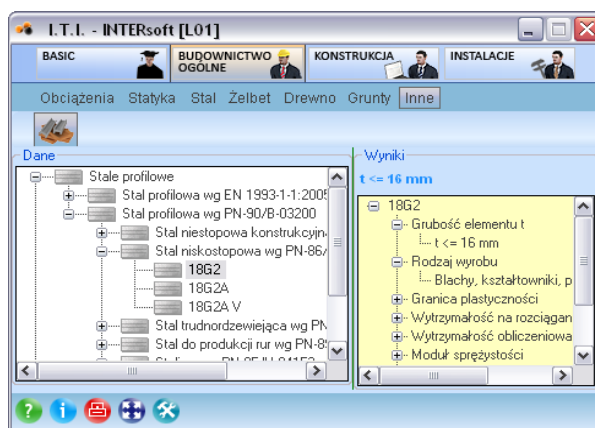 I.T.I. - INTERsoft [L01]
BASIC
BUDOWNICTWO
OGÓLNE
KONSTRUKCJA
INSTALACJE
Obciążenia Statyka Stal Żelbet Drewno Grunty Inne
Dane
Stale profilowe
Stal profilowa wg EN 1993-1-1:2005
Stal profilowa wg PN-90/B-03200
Stal niestopowa konstrukcyjn
Stal niskostopowa wg PN-86/
18G2
18G2A
18G2A V
Stal trudnordzewiejąca wg PN
Stal do produkcji rur wg PN-8
Wyniki
t <= 16 mm
18G2
Grubość elementu t
t <= 16 mm
Rodzaj wyrobu
Blachy, kształtowniki, p
Granica plastyczności
Wytrzymałość na rozciągan
Wytrzymałość obliczeniowa
Moduł sprężystości